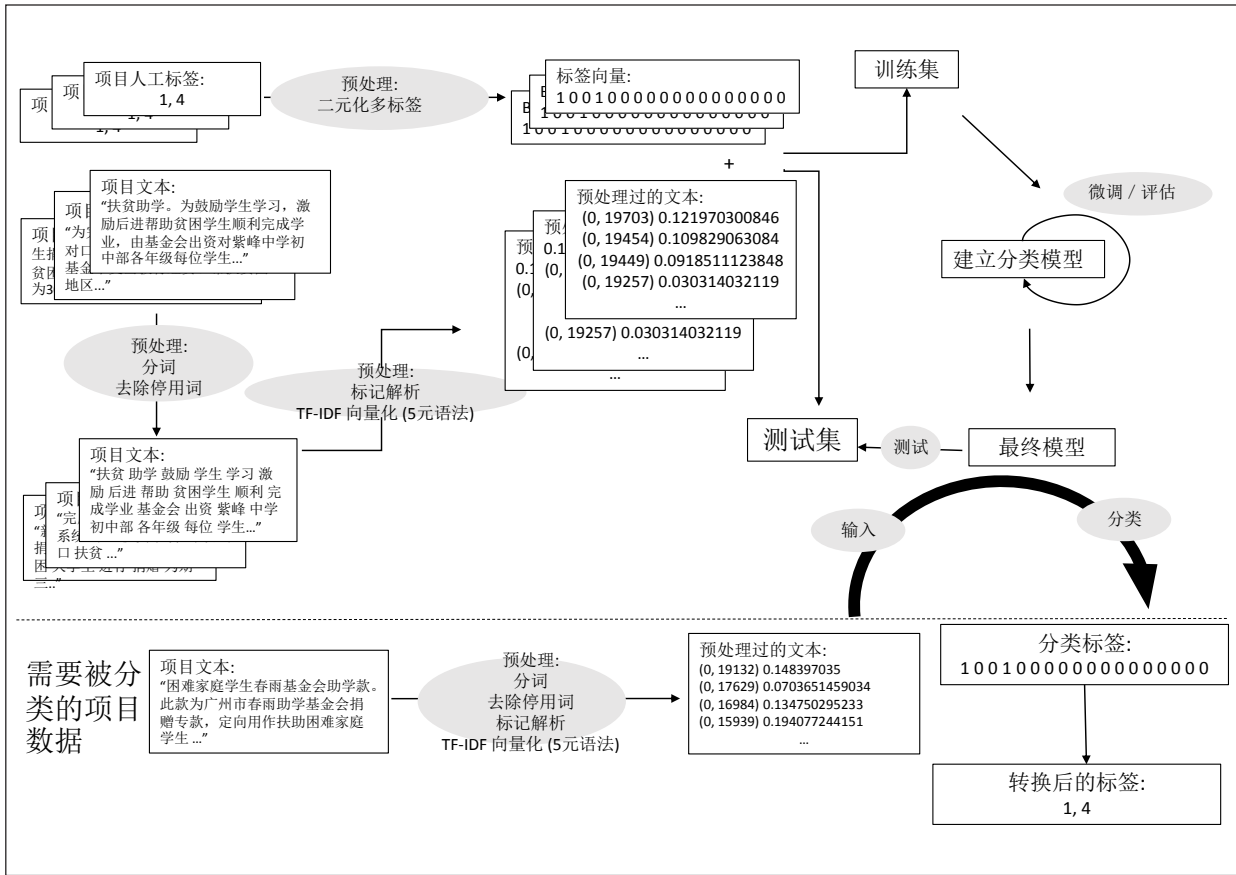 项目人工标签:
1, 4
项
项
1, 4
1, 4
预处理:
二元化多标签
标签向量:
1 0 0 1 0 0 0 0 0 0 0 0 0 0 0 0 0 0
训练集
+
项目文本:
“扶贫助学。为鼓励学生学习，激
励后进帮助贫困学生顺利完成学
业，由基金会出资对紫峰中学初
中部各年级每位学生...”
地区...”
预处理:
分词
去除停用词
预处理:
标记解析
TF-IDF 向量化 (5元语法)
预处理过的文本:
(0, 19703) 0.121970300846
(0, 19454) 0.109829063084
(0, 19449) 0.0918511123848
(0, 19257) 0.030314032119
...
(0, 19257) 0.030314032119
...
...
微调 / 评估
建立分类模型
项目文本:
“扶贫 助学 鼓励 学生 学习 激
励 后进 帮助 贫困学生 顺利 完
成学业 基金会 出资 紫峰 中学
初中部 各年级 每位 学生...”
口 扶贫 ...”
测试集
测试
最终模型
输入
分类
需要被分
类的项目
数据
项目文本:
“困难家庭学生春雨基金会助学款。
此款为广州市春雨助学基金会捐
赠专款，定向用作扶助困难家庭
学生 ...”
预处理:
分词
去除停用词
标记解析
TF-IDF 向量化 (5元语法)
预处理过的文本:
(0, 19132) 0.148397035
(0, 17629) 0.0703651459034
(0, 16984) 0.134750295233
(0, 15939) 0.194077244151
...
分类标签:
1 0 0 1 0 0 0 0 0 0 0 0 0 0 0 0 0 0
转换后的标签:
1, 4